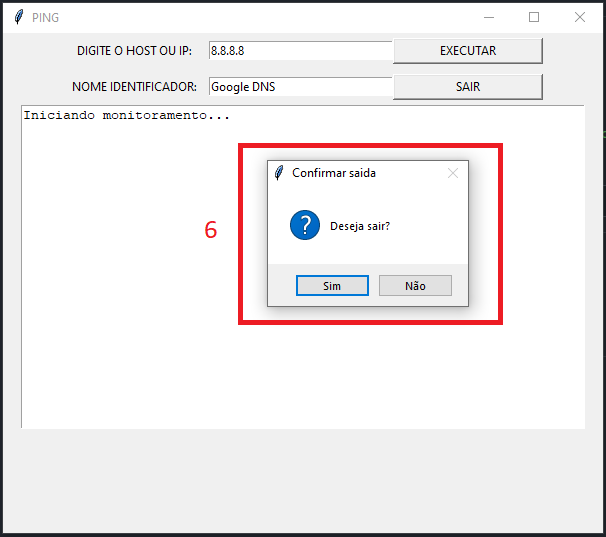 PING
DIGITE O HOST OU IP: 8.8.8.8 EXECUTAR
NOME IDENTIFICADOR: Google DNS SAIR
Iniciando monitoramento...
Confirmar saida
6
Deseja sair?
Sim Não